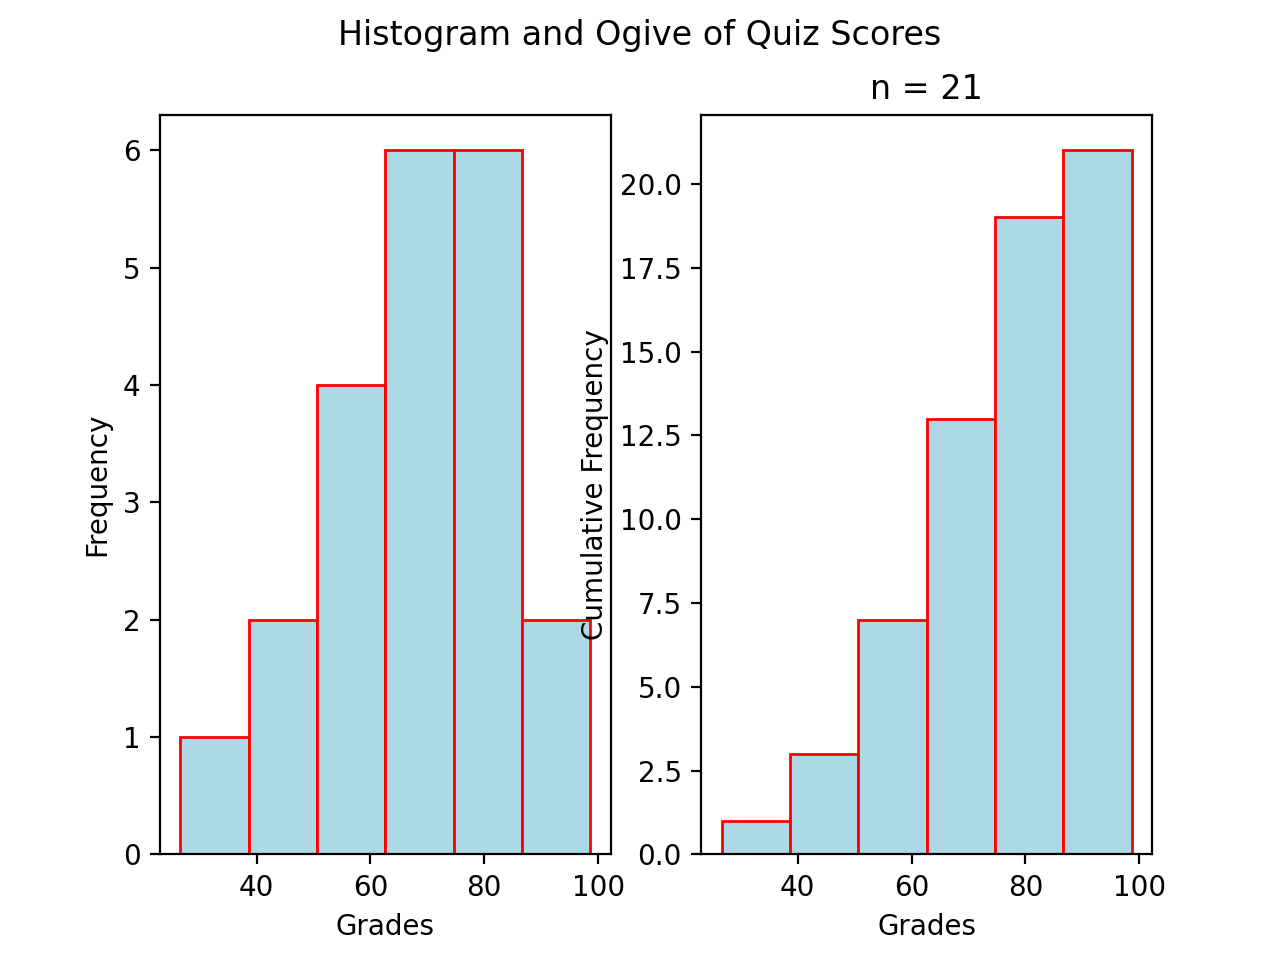 Histogram and Ogive of Quiz Scores
6
5
4
3
2
1
0
Frequency
40 60 80 100
Grades
n = 21
20.0
17.5
15.0
12.5
10.0
7.5
5.0
2.5
0.0
Cumulative Frequency
40 60 80 100
Grades